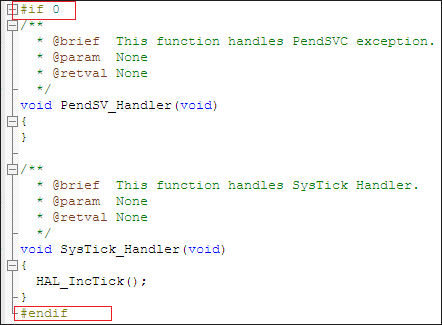 #if 0
/**
  * @brief  This function handles PendSVC exception.
  * @param  None
  * @retval None
  */
void PendSV_Handler(void)
{
}

/**
  * @brief  This function handles SysTick Handler.
  * @param  None
  * @retval None
  */
void SysTick_Handler(void)
{
  HAL_IncTick();
}
#endif